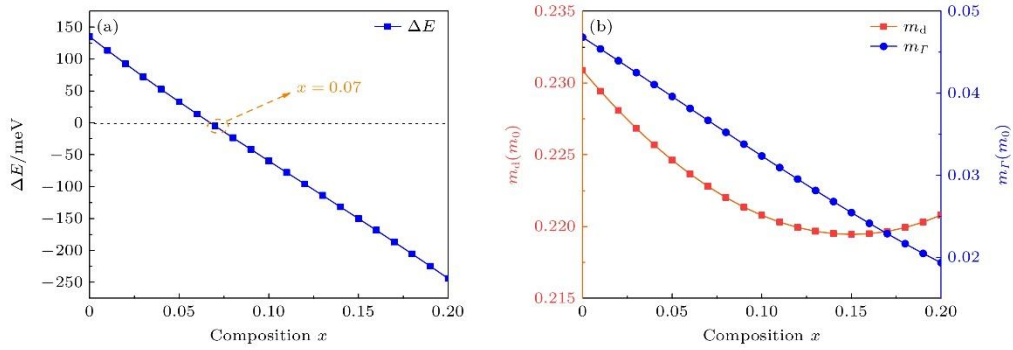 (a)
ΔE
150
100
50
0
−50
−100
−150
−200
−250
ΔE/meV
x = 0.07
0
0.05
0.10
0.15
0.20
Composition x
(b)
m_d
m_Γ
0.235
0.230
0.225
0.220
0.215
m_d(m_0)
0.05
0.04
0.03
0.02
m_Γ(m_0)
0
0.05
0.10
0.15
0.20
Composition x